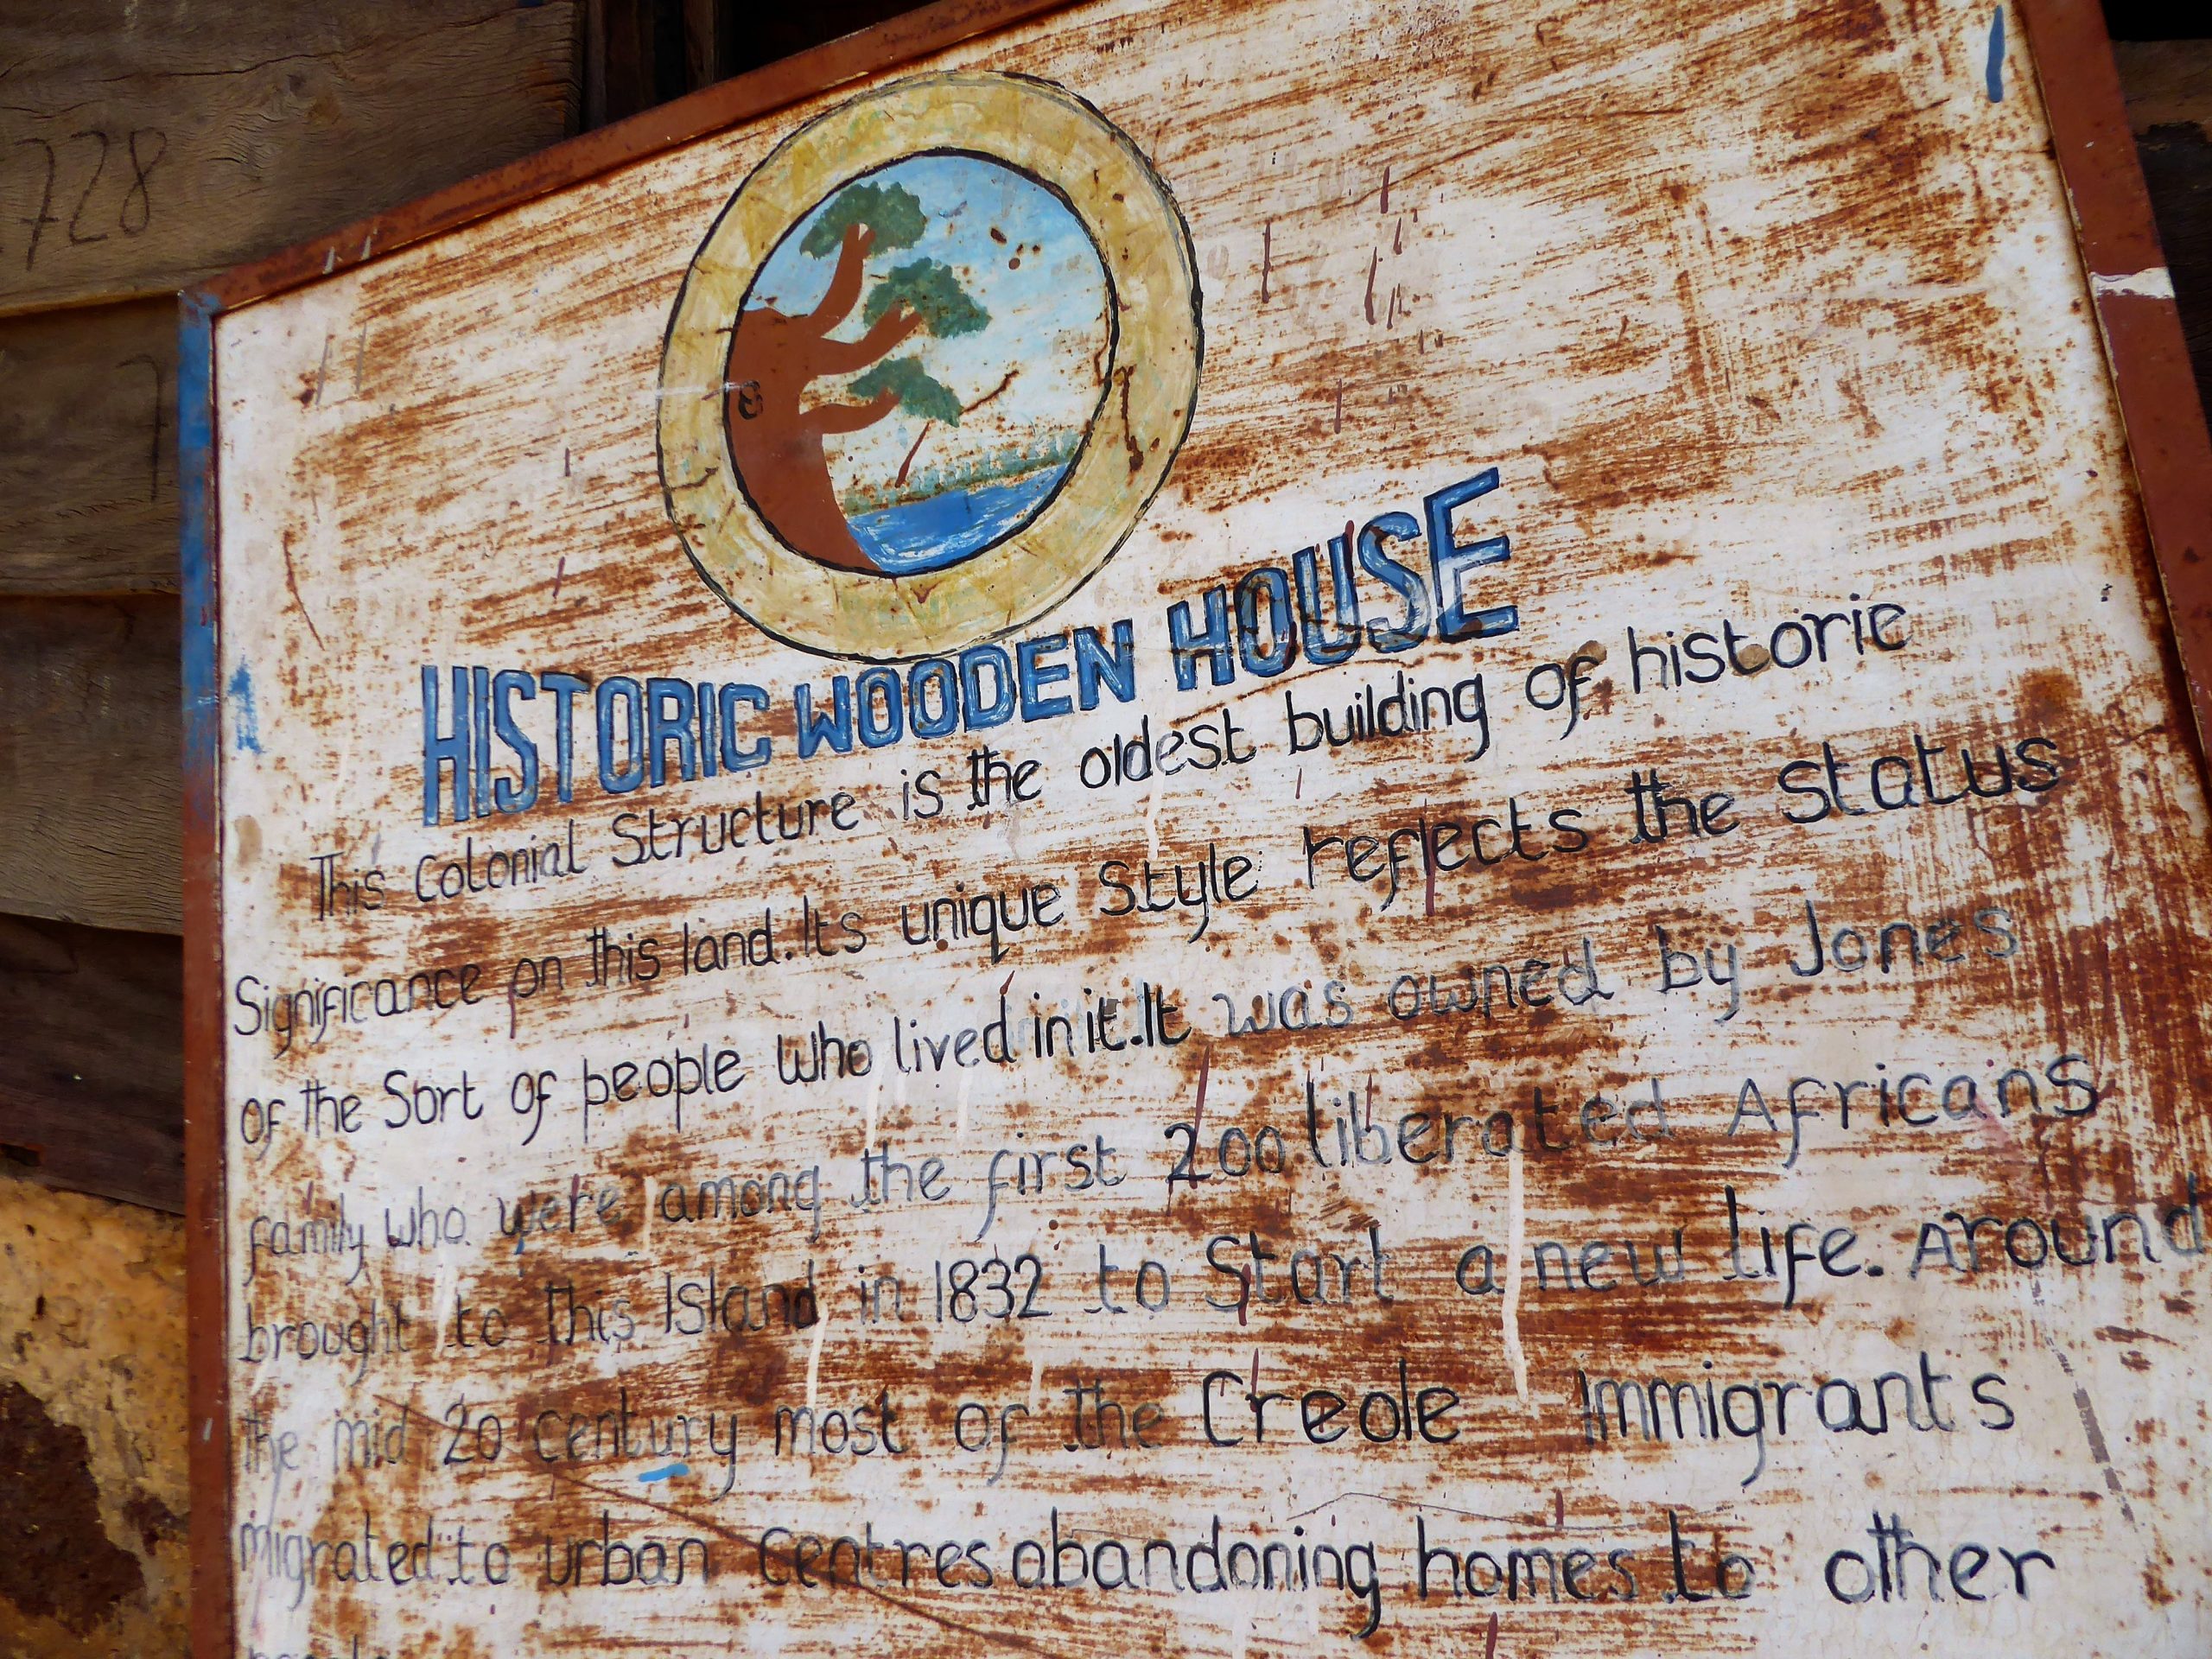 728
7
HISTORIC WOODEN HOUSE
This Colonial Structure is the oldest building of historic
Significance on this land. Its unique Style reflects the Status
of the Sort of people who lived in it. It was owned by Jones
family who were among the first 200 liberated Africans
brought to this Island in 1832 to Start a new life. Around
the mid 20 century most of the Creole Immigrants
migrated to urban centres abandoning homes to other